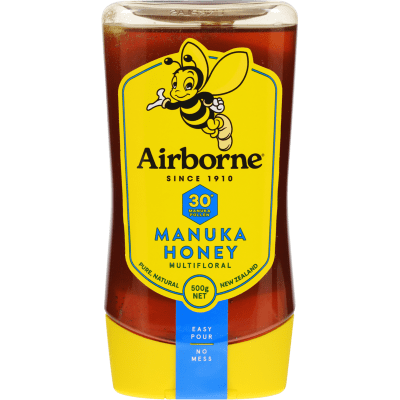 Airborne®
SINCE 1910
30+
MANUKA
POLLEN
MANUKA
HONEY
MULTIFLORAL
PURE, NATURAL
500g
NET
NEW ZEALAND
EASY
POUR
NO
MESS